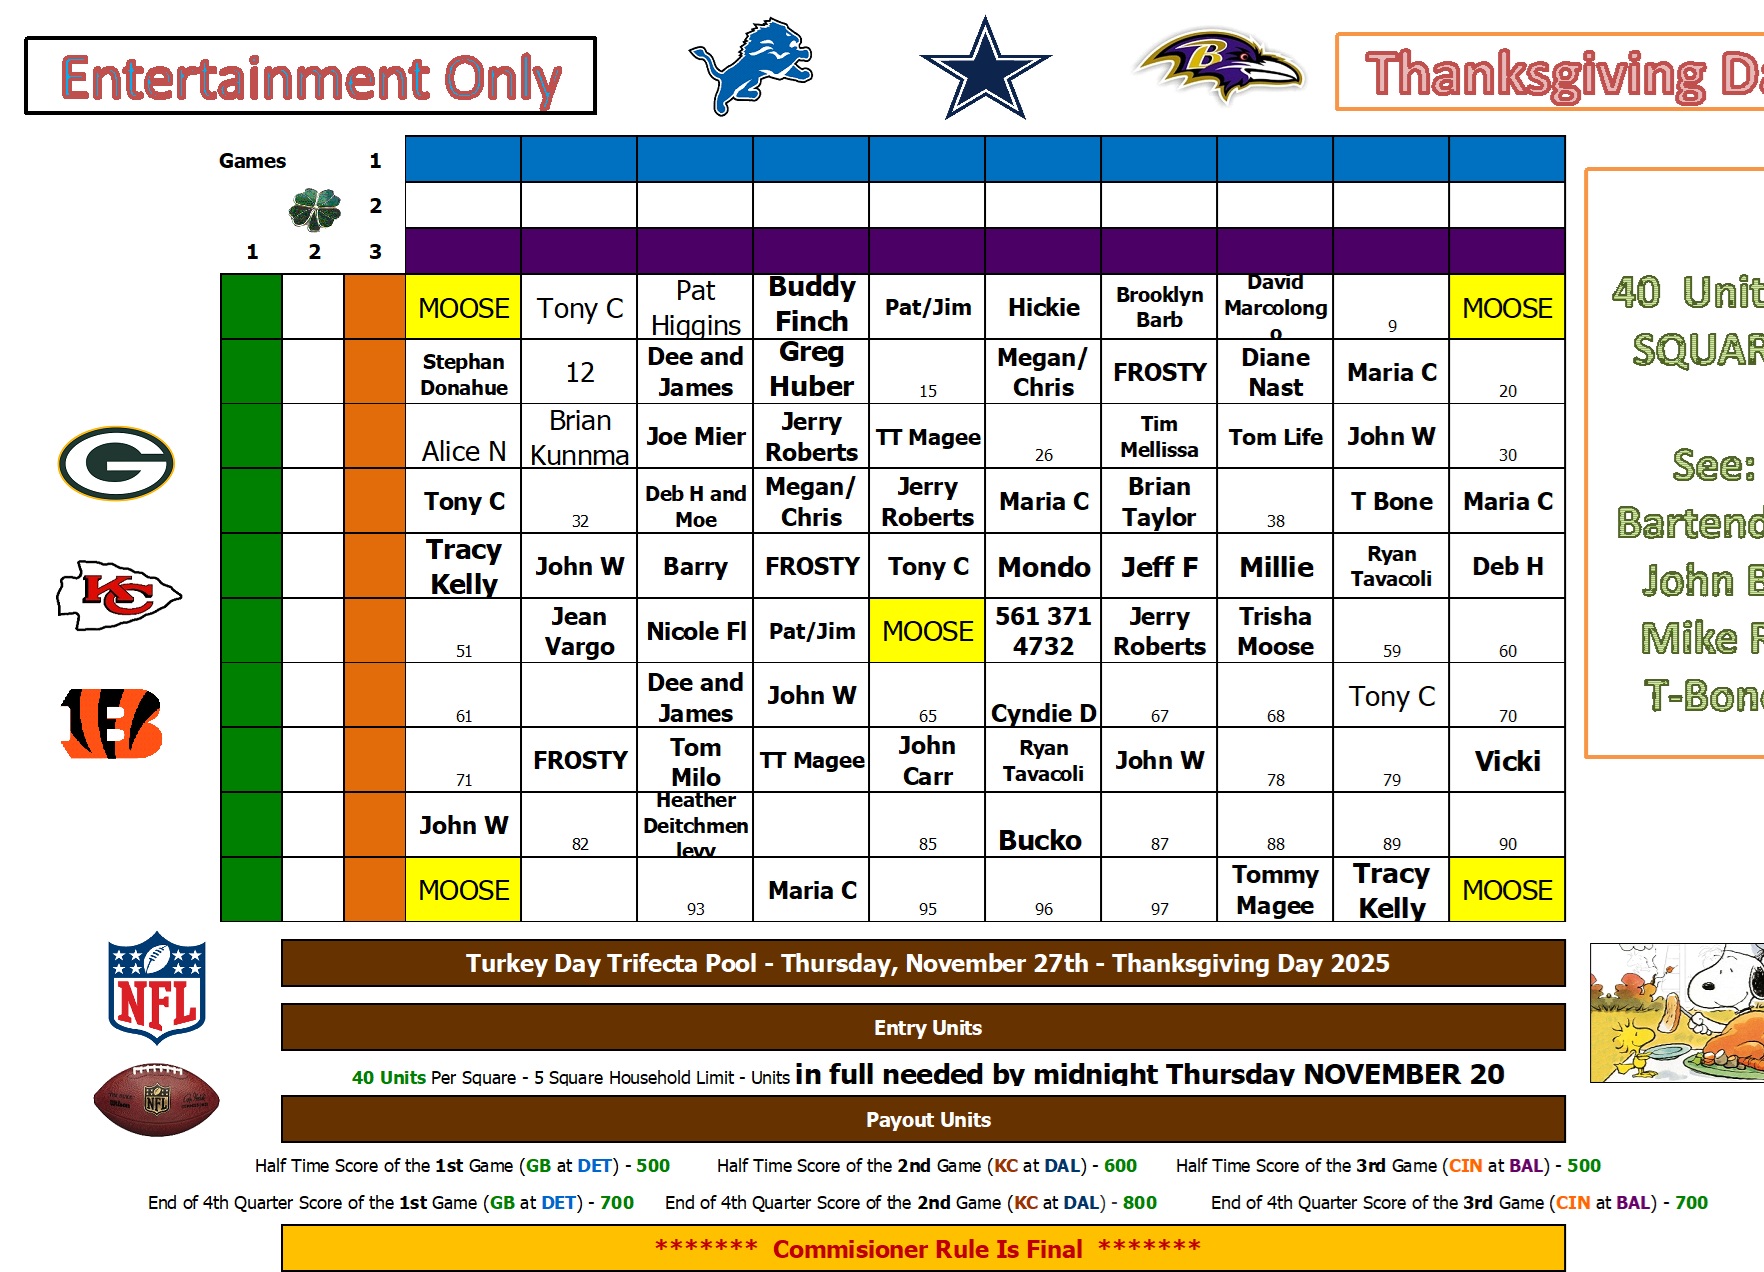 Entertainment Only
Thanksgiving Da
Games 1
2
1 2 3
MOOSE Tony C Pat Higgins Buddy Finch Pat/Jim Hickie Brooklyn Barb David Marcolongo 9 MOOSE
Stephan Donahue 12 Dee and James Greg Huber 15 Megan/ Chris FROSTY Diane Nast Maria C 20
Alice N Brian Kunnma Joe Mier Jerry Roberts TT Magee 26 Tim Mellissa Tom Life John W 30
Tony C 32 Deb H and Moe Megan/ Chris Jerry Roberts Maria C Brian Taylor 38 T Bone Maria C
Tracy Kelly John W Barry FROSTY Tony C Mondo Jeff F Millie Ryan Tavacoli Deb H
51 Jean Vargo Nicole Fl Pat/Jim MOOSE 561 371 4732 Jerry Roberts Trisha Moose 59 60
61 Dee and James John W 65 Cyndie D 67 68 Tony C 70
71 FROSTY Tom Milo TT Magee John Carr Ryan Tavacoli John W 78 79 Vicki
John W 82 Heather Deitchmen levy 85 Bucko 87 88 89 90
MOOSE 93 Maria C 95 96 97 Tommy Magee Tracy Kelly MOOSE
40 Unit
SQUAR
See:
Bartend
John B
Mike R
T-Bone
G
KC
B
NFL
Turkey Day Trifecta Pool - Thursday, November 27th - Thanksgiving Day 2025
Entry Units
40 Units Per Square - 5 Square Household Limit - Units in full needed by midnight Thursday NOVEMBER 20
NFL
Payout Units
Half Time Score of the 1st Game (GB at DET) - 500 Half Time Score of the 2nd Game (KC at DAL) - 600 Half Time Score of the 3rd Game (CIN at BAL) - 500
End of 4th Quarter Score of the 1st Game (GB at DET) - 700 End of 4th Quarter Score of the 2nd Game (KC at DAL) - 800 End of 4th Quarter Score of the 3rd Game (CIN at BAL) - 700
******* Commisioner Rule Is Final *******